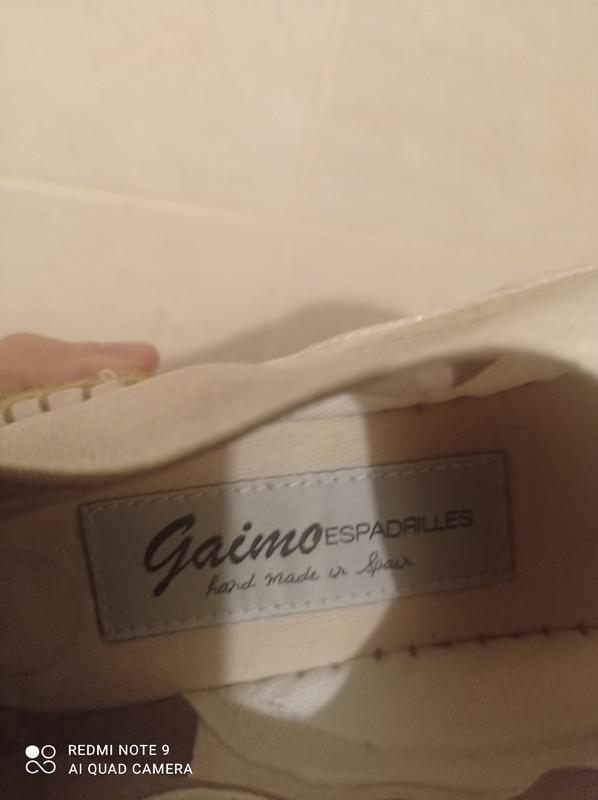 Gaimo ESPADRILLES
hand made in Spain
REDMI NOTE 9
AI QUAD CAMERA